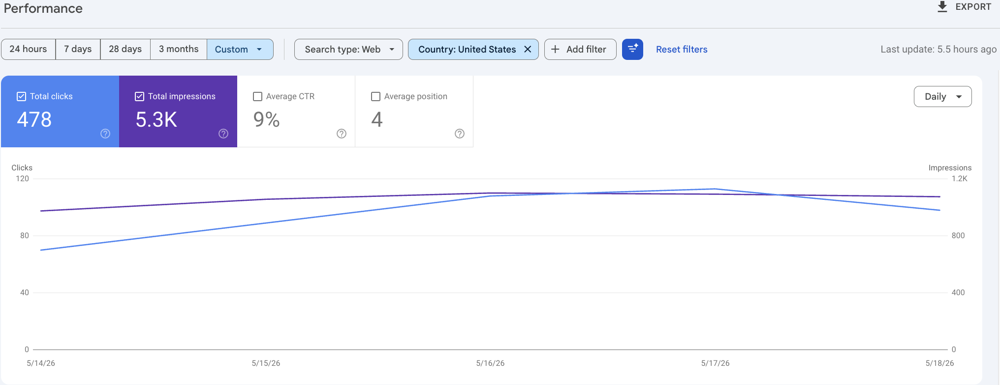 Performance
EXPORT
24 hours
7 days
28 days
3 months
Custom
Search type: Web
Country: United States
Add filter
Reset filters
Last update: 5.5 hours ago
Total clicks
478
Total impressions
5.3K
Average CTR
9%
Average position
4
Daily
Clicks
Impressions
120
1.2K
80
800
40
400
0
0
5/14/26
5/15/26
5/16/26
5/17/26
5/18/26